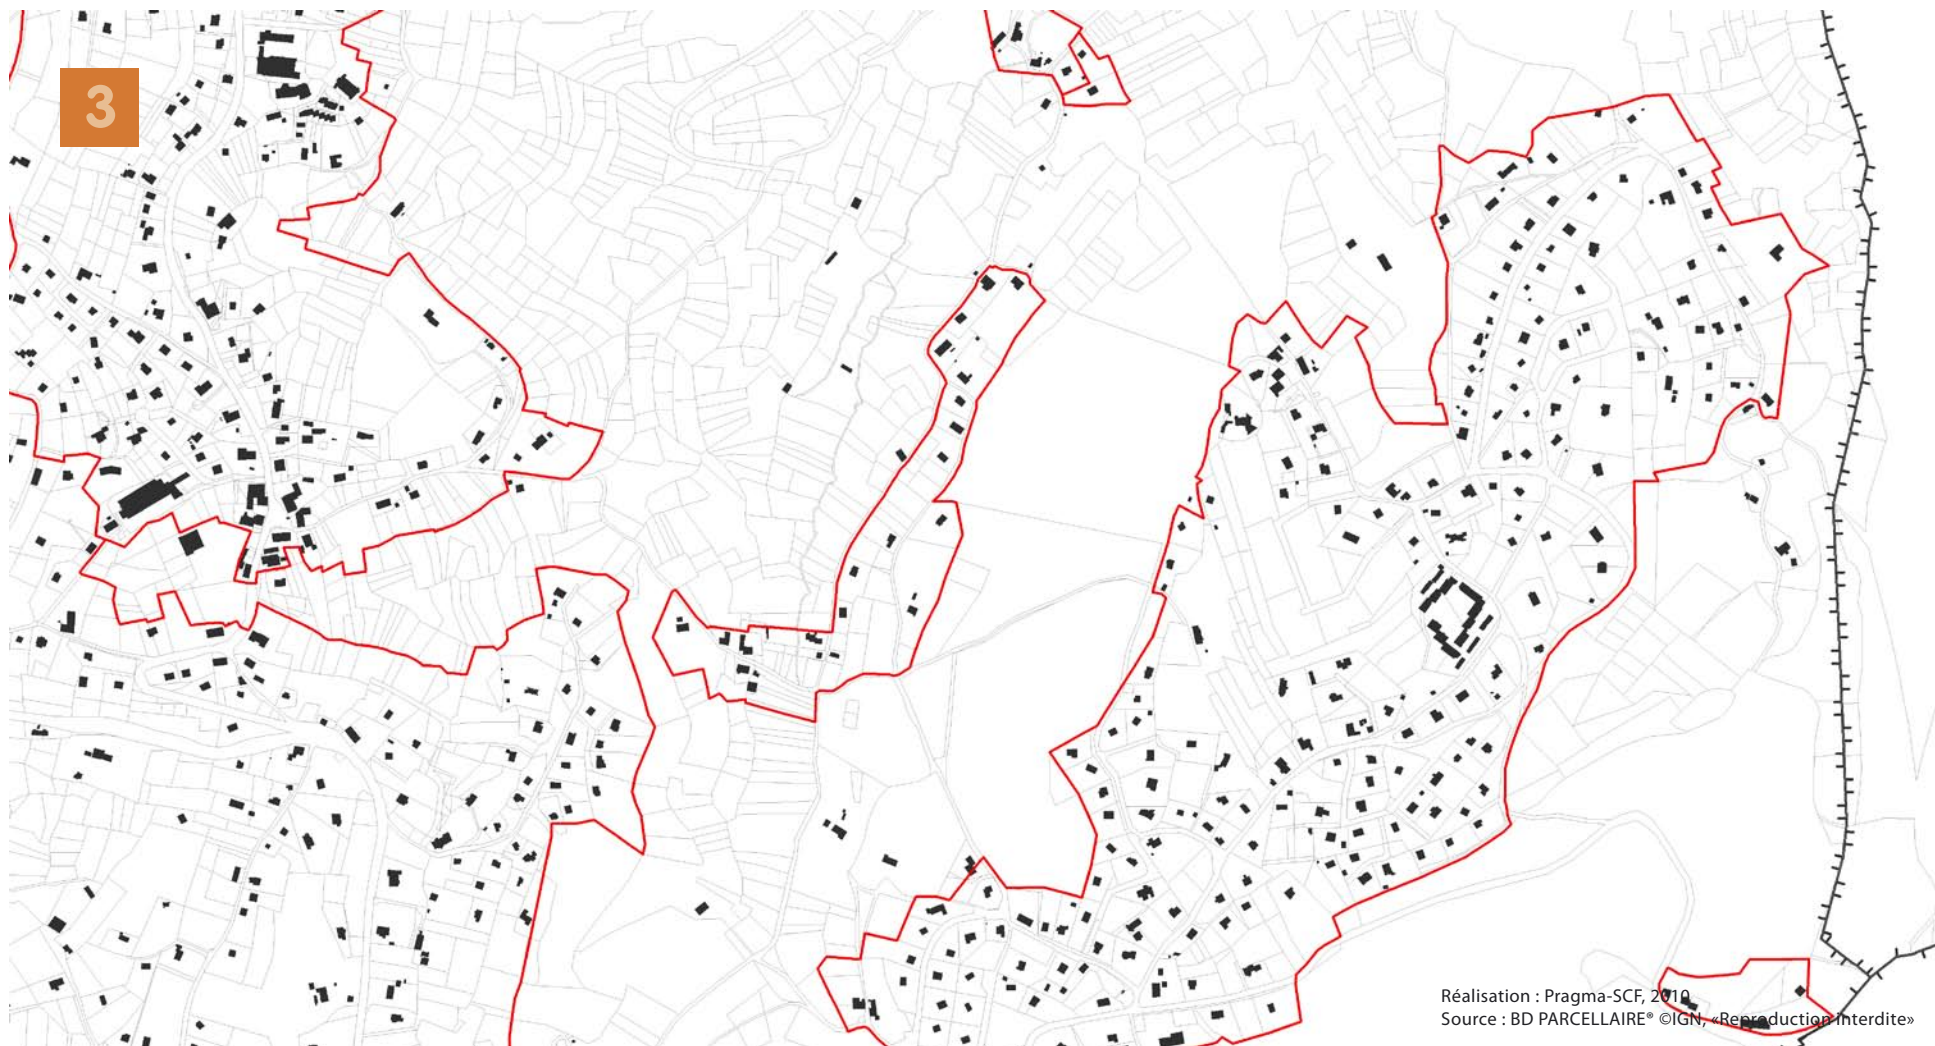 3
Réalisation : Pragma-SCF, 2010
Source : BD PARCELLAIRE® ©IGN, «Reproduction interdite»